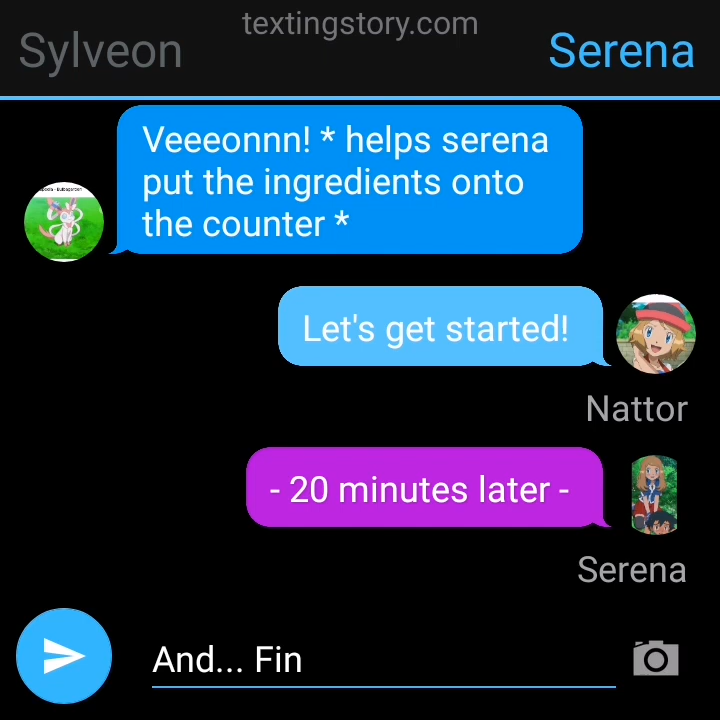 textingstory.com
Sylveon
Serena
Veeeonnn! * helps serena
put the ingredients onto
the counter *
Let's get started!
Nattor
- 20 minutes later -
Serena
And... Fin